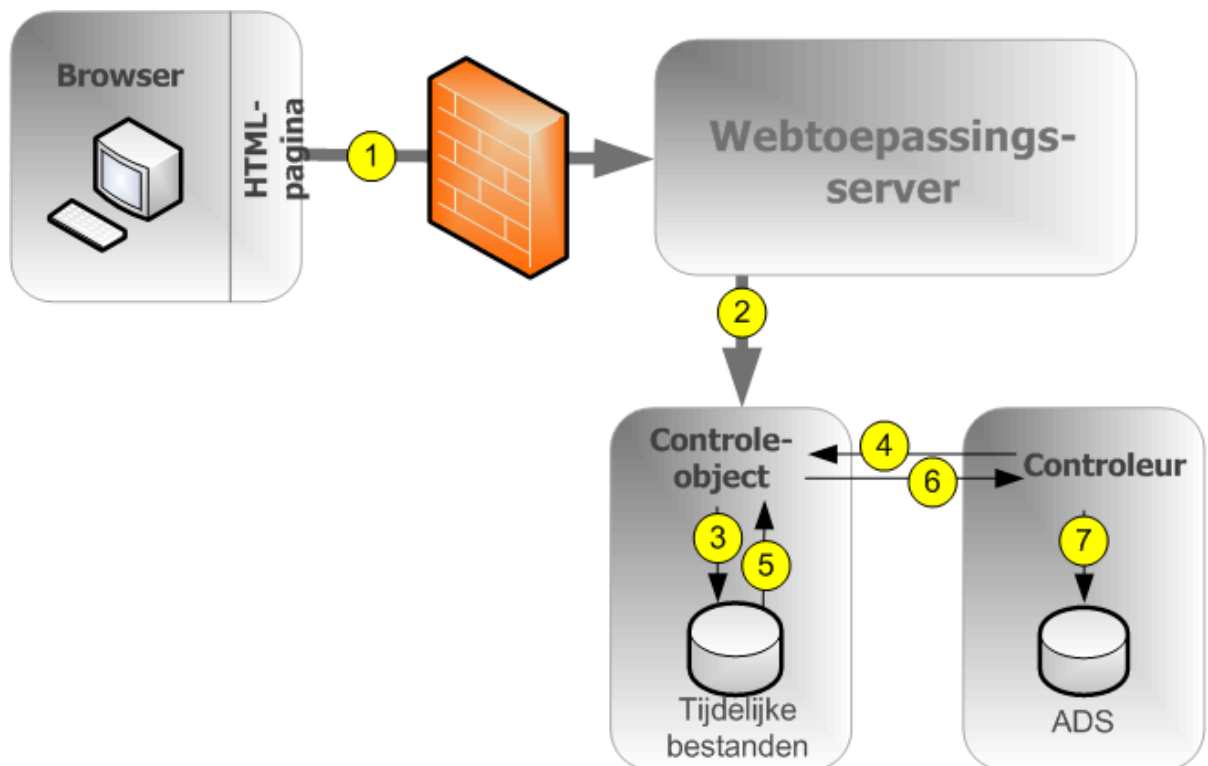 Browser
HTML-
pagina
1
Webtoepassings-
server
2
Controle-
object
4
6
Controleur
3
5
7
Tijdelijke
bestanden
ADS